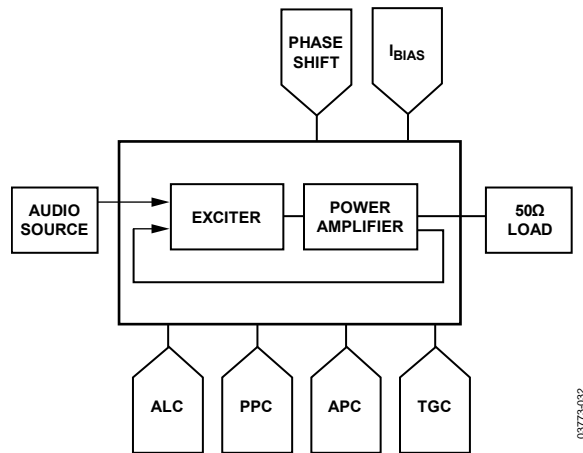 PHASE
SHIFT
IBIAS
AUDIO
SOURCE
EXCITER
POWER
AMPLIFIER
50Ω
LOAD
ALC
PPC
APC
TGC
03773-032